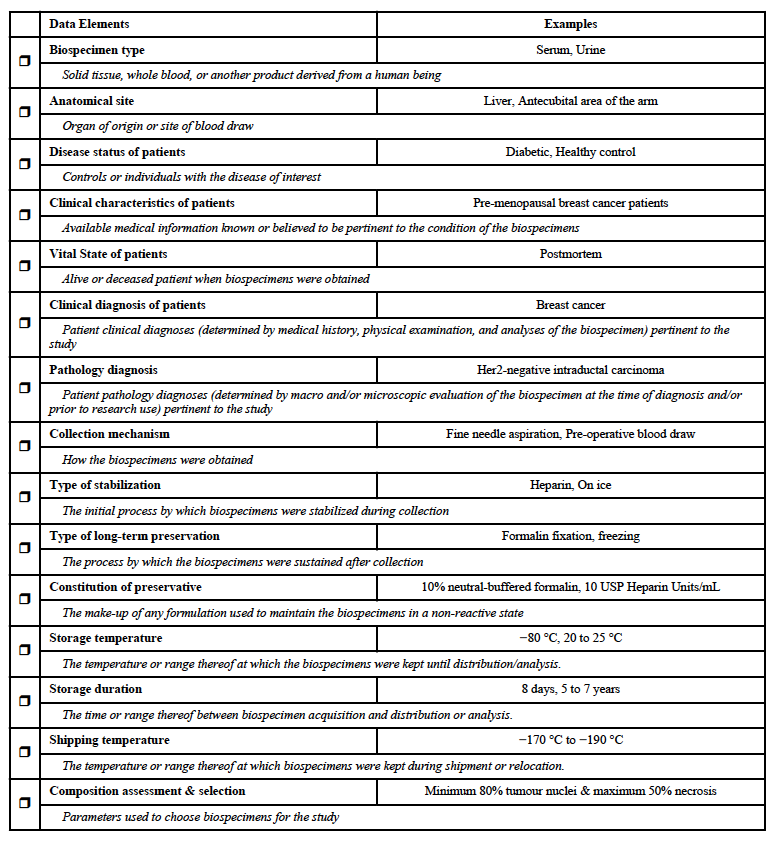 Data Elements Examples
❒ Biospecimen type Serum, Urine
Solid tissue, whole blood, or another product derived from a human being
❒ Anatomical site Liver, Antecubital area of the arm
Organ of origin or site of blood draw
❒ Disease status of patients Diabetic, Healthy control
Controls or individuals with the disease of interest
❒ Clinical characteristics of patients Pre-menopausal breast cancer patients
Available medical information known or believed to be pertinent to the condition of the biospecimens
❒ Vital State of patients Postmortem
Alive or deceased patient when biospecimens were obtained
❒ Clinical diagnosis of patients Breast cancer
Patient clinical diagnoses (determined by medical history, physical examination, and analyses of the biospecimen) pertinent to the
study
❒ Pathology diagnosis Her2-negative intraductal carcinoma
Patient pathology diagnoses (determined by macro and/or microscopic evaluation of the biospecimen at the time of diagnosis and/or
prior to research use) pertinent to the study
❒ Collection mechanism Fine needle aspiration, Pre-operative blood draw
How the biospecimens were obtained
❒ Type of stabilization Heparin, On ice
The initial process by which biospecimens were stabilized during collection
❒ Type of long-term preservation Formalin fixation, freezing
The process by which the biospecimens were sustained after collection
❒ Constitution of preservative 10% neutral-buffered formalin, 10 USP Heparin Units/mL
The make-up of any formulation used to maintain the biospecimens in a non-reactive state
❒ Storage temperature −80 °C, 20 to 25 °C
The temperature or range thereof at which the biospecimens were kept until distribution/analysis.
❒ Storage duration 8 days, 5 to 7 years
The time or range thereof between biospecimen acquisition and distribution or analysis.
❒ Shipping temperature −170 °C to −190 °C
The temperature or range thereof at which biospecimens were kept during shipment or relocation.
❒ Composition assessment & selection Minimum 80% tumour nuclei & maximum 50% necrosis
Parameters used to choose biospecimens for the study